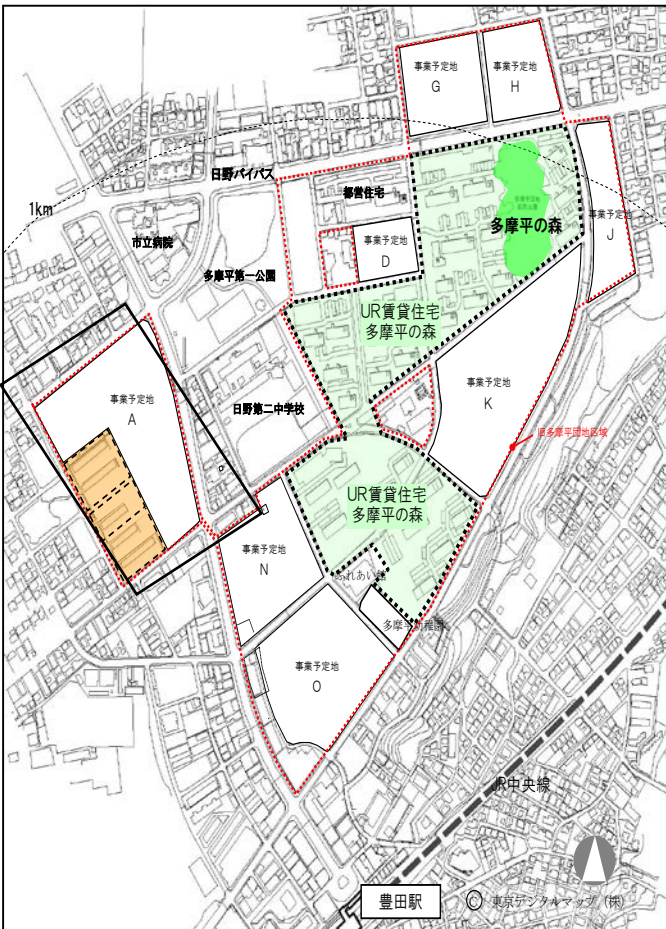 事業予定地
G
事業予定地
H
日野バイパス
1km
都営住宅
多摩平の森
事業予定地
J
市立病院
事業予定地
D
多摩平第一公園
UR賃貸住宅
多摩平の森
事業予定地
A
日野第二中学校
事業予定地
K
旧多摩平団地区域
UR賃貸住宅
多摩平の森
事業予定地
N
ふれあい館
多摩平幼稚園
事業予定地
O
JR中央線
豊田駅
© 東京デジタルマップ (株)